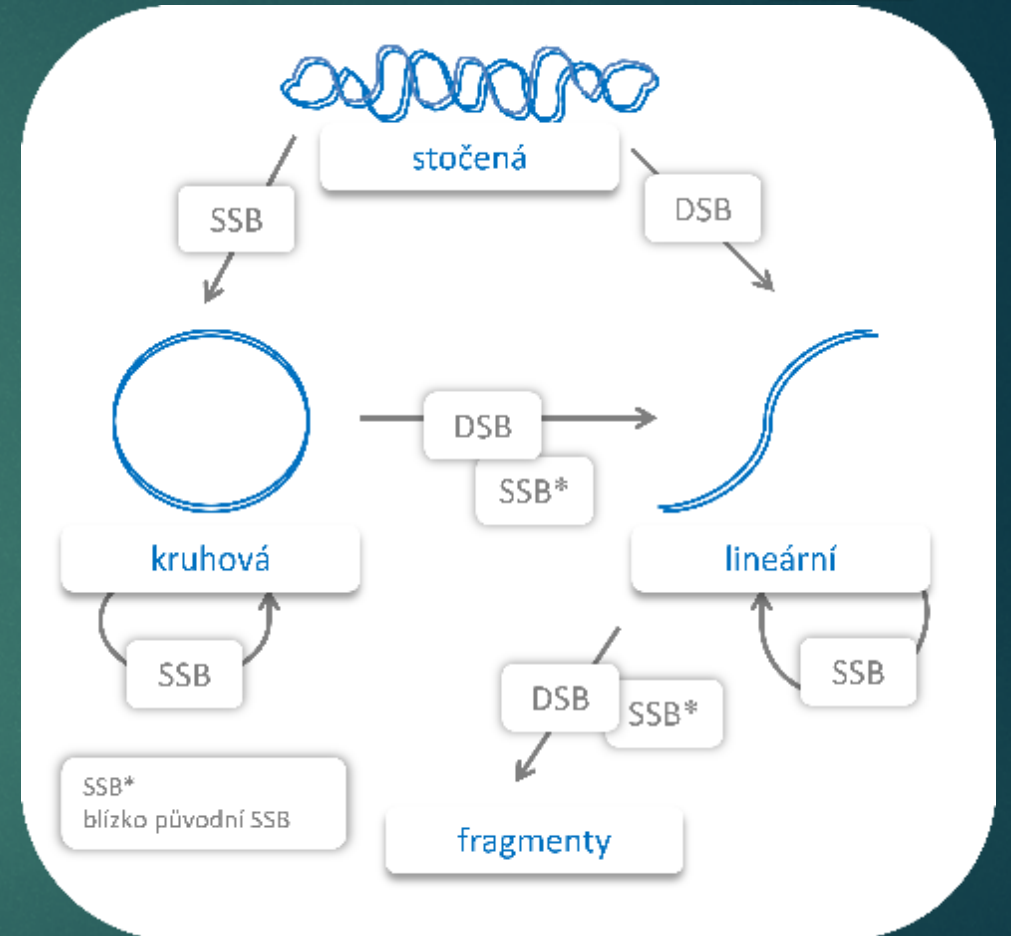 stočená
SSB
DSB
DSB
SSB*
kruhová
lineární
SSB
SSB
DSB
SSB*
SSB*
blízko původní SSB
fragmenty